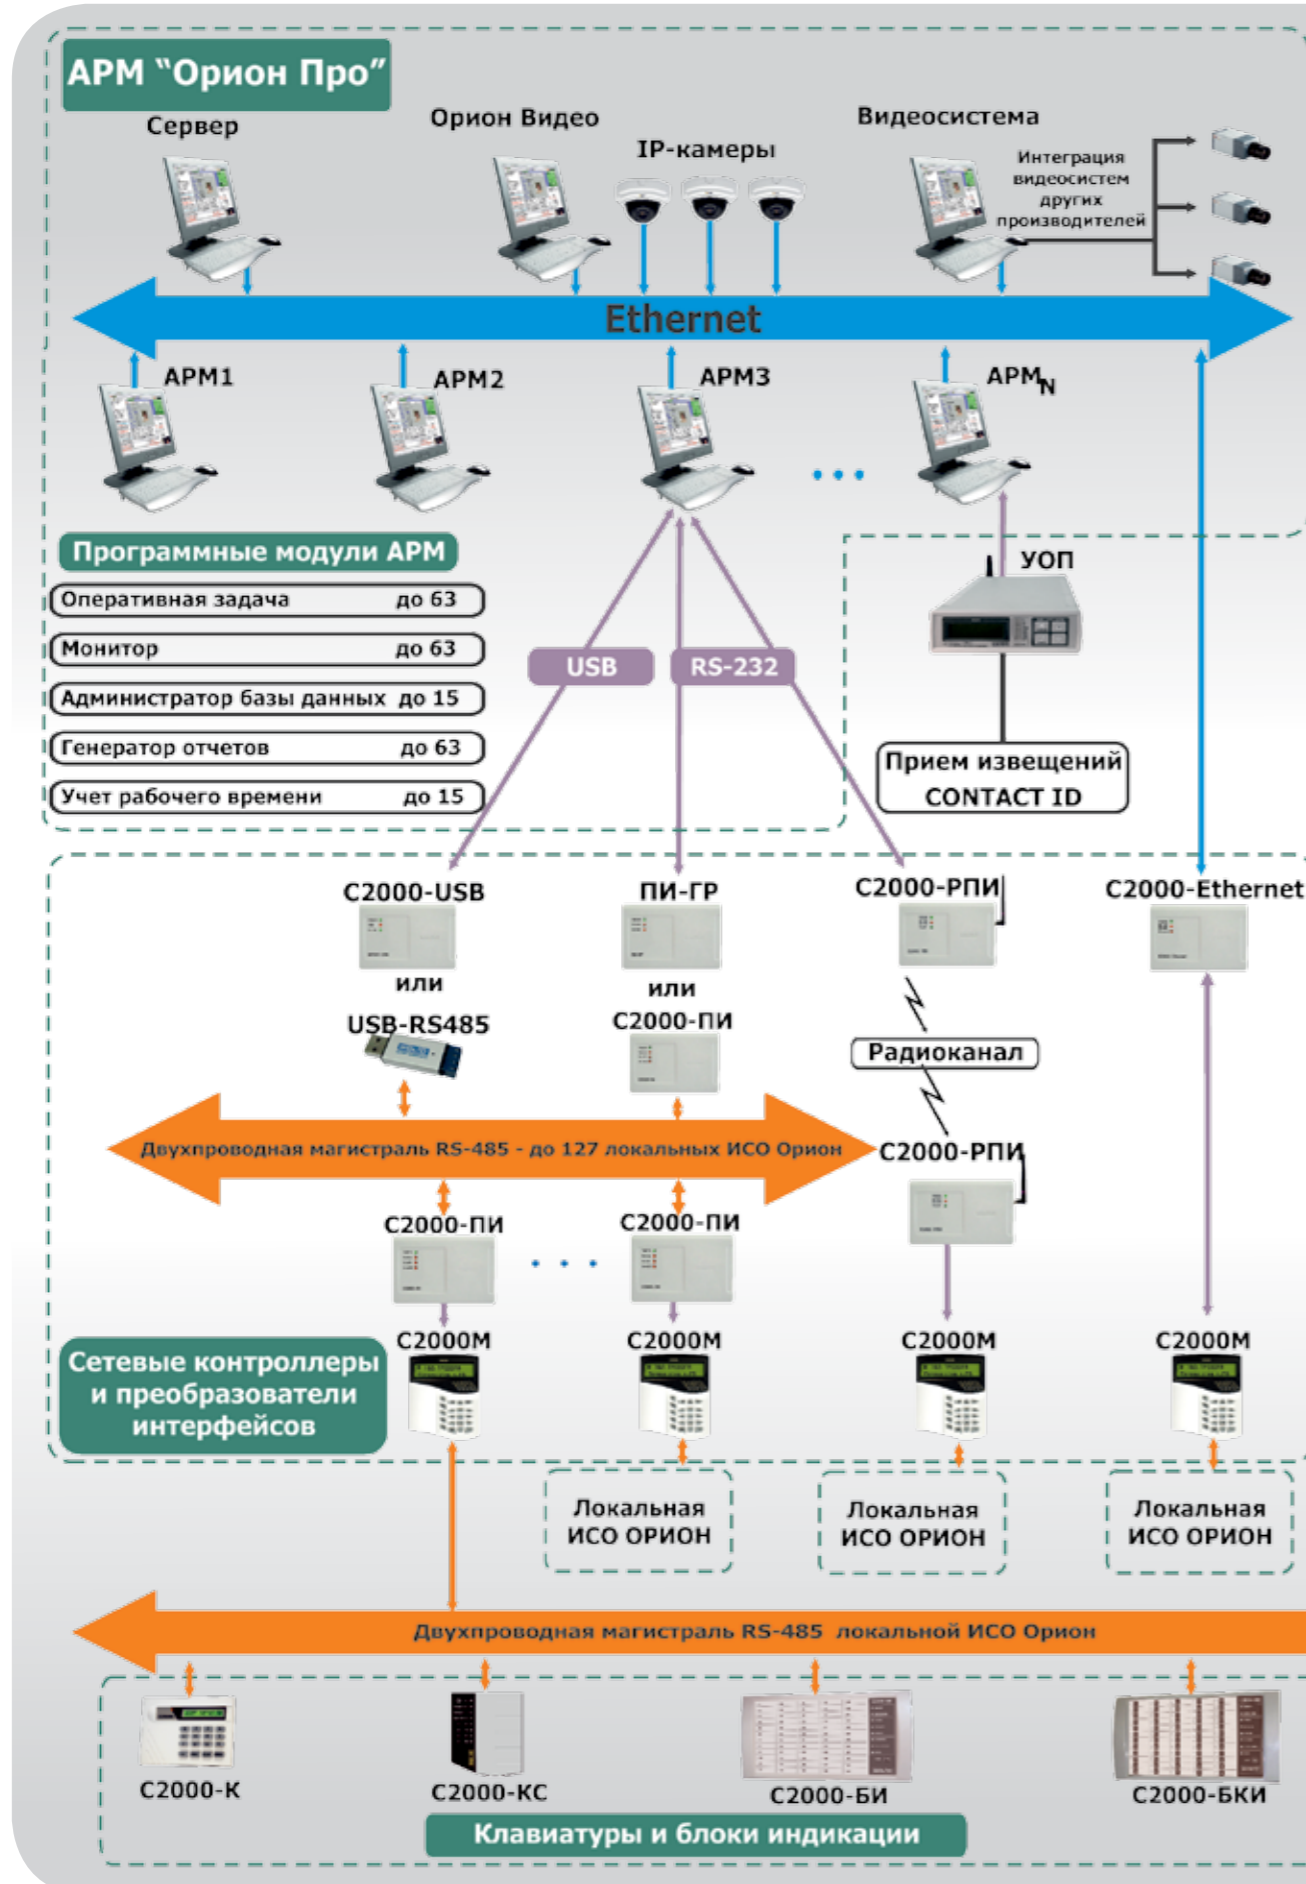 АРМ “Орион Про”
Сервер
Орион Видео
IP-камеры
Видеосистема
Интеграция
видеосистем
других
производителей
Ethernet
АРМ1
АРМ2
АРМ3
АРМN
Программные модули АРМ
Оперативная задача до 63
Монитор до 63
Администратор базы данных до 15
Генератор отчетов до 63
Учет рабочего времени до 15
УОП
USB
RS-232
Прием извещений
CONTACT ID
С2000-USB
ПИ-ГР
С2000-РПИ
С2000-Ethernet
или
или
USB-RS485
С2000-ПИ
Радиоканал
Двухпроводная магистраль RS-485 - до 127 локальных ИСО Орион
С2000-РПИ
С2000-ПИ
С2000-ПИ
С2000М
С2000М
С2000М
С2000М
Сетевые контроллеры
и преобразователи
интерфейсов
Локальная
ИСО ОРИОН
Локальная
ИСО ОРИОН
Локальная
ИСО ОРИОН
Двухпроводная магистраль RS-485 локальной ИСО Орион
С2000-К
С2000-КС
С2000-БИ
С2000-БКИ
Клавиатуры и блоки индикации